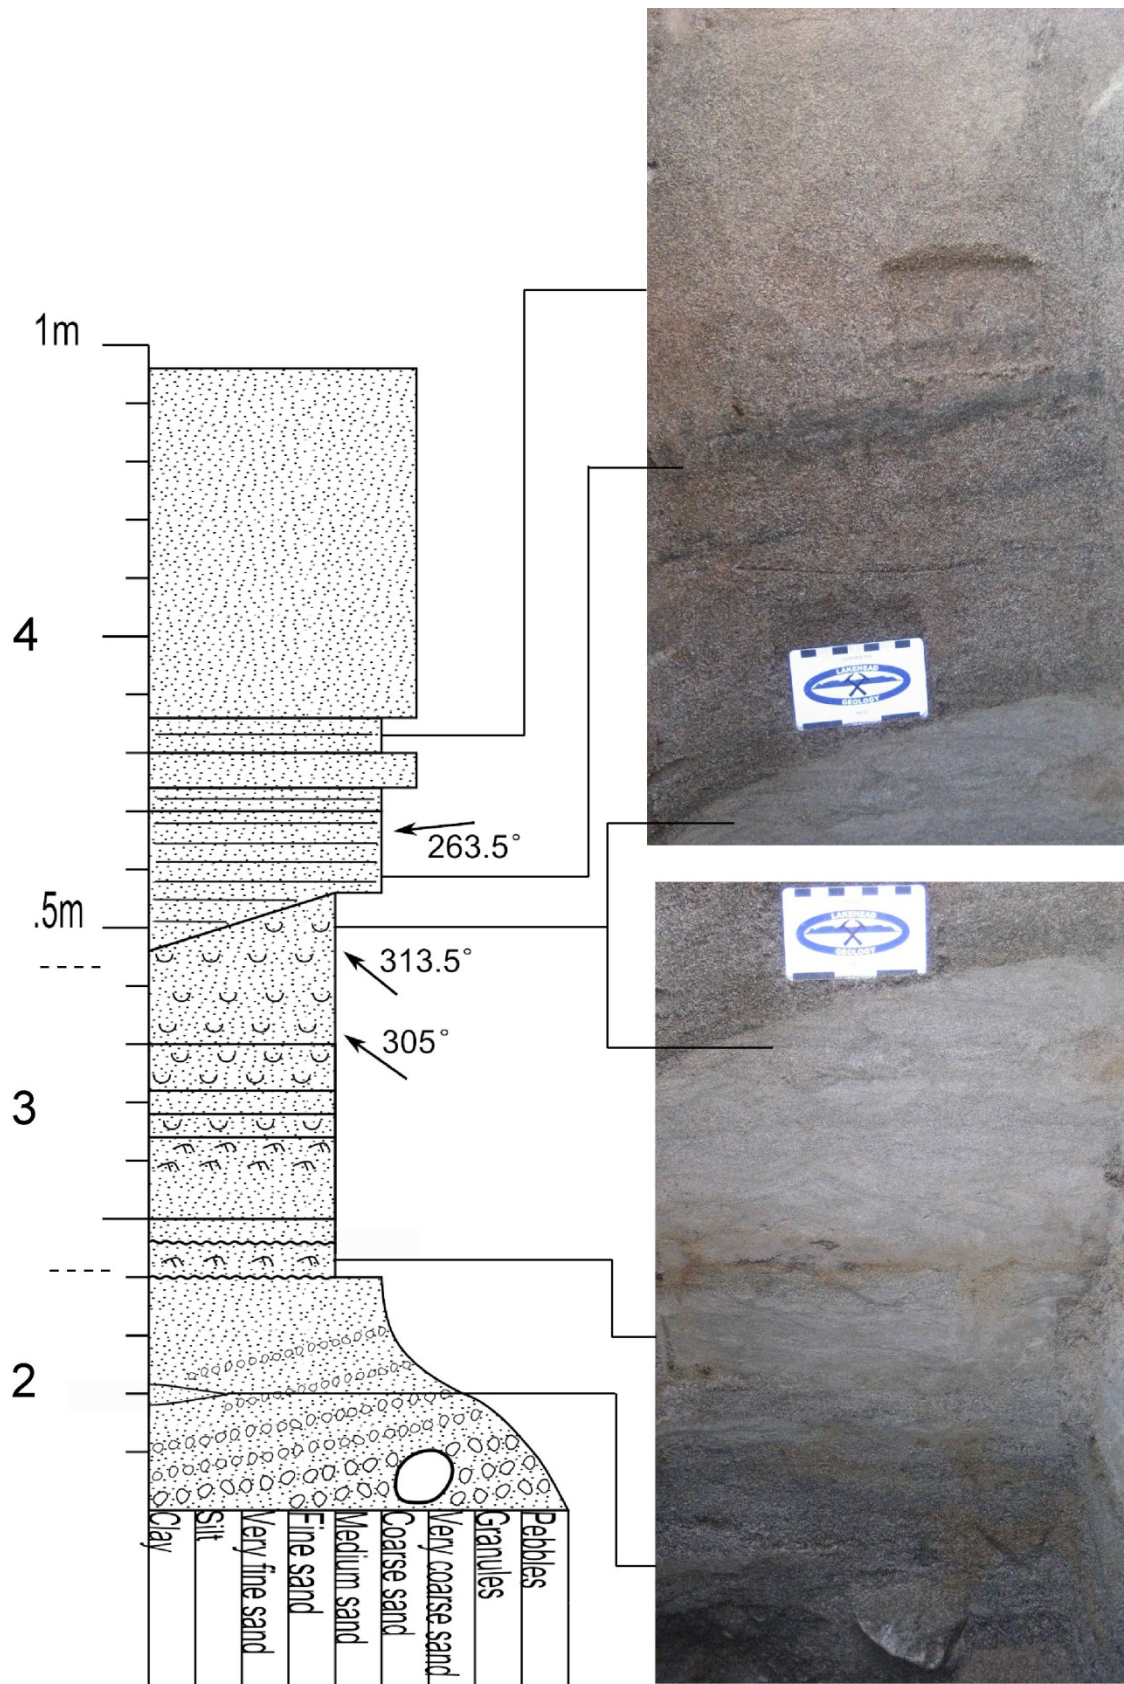 1m
4
263.5°
.5m
313.5°
305°
3
2
Clay
Silt
Very fine sand
Fine sand
Medium sand
Coarse sand
Very coarse sand
Granules
Pebbles
LAKEHEAD
GEOLOGY
LAKEHEAD
GEOLOGY